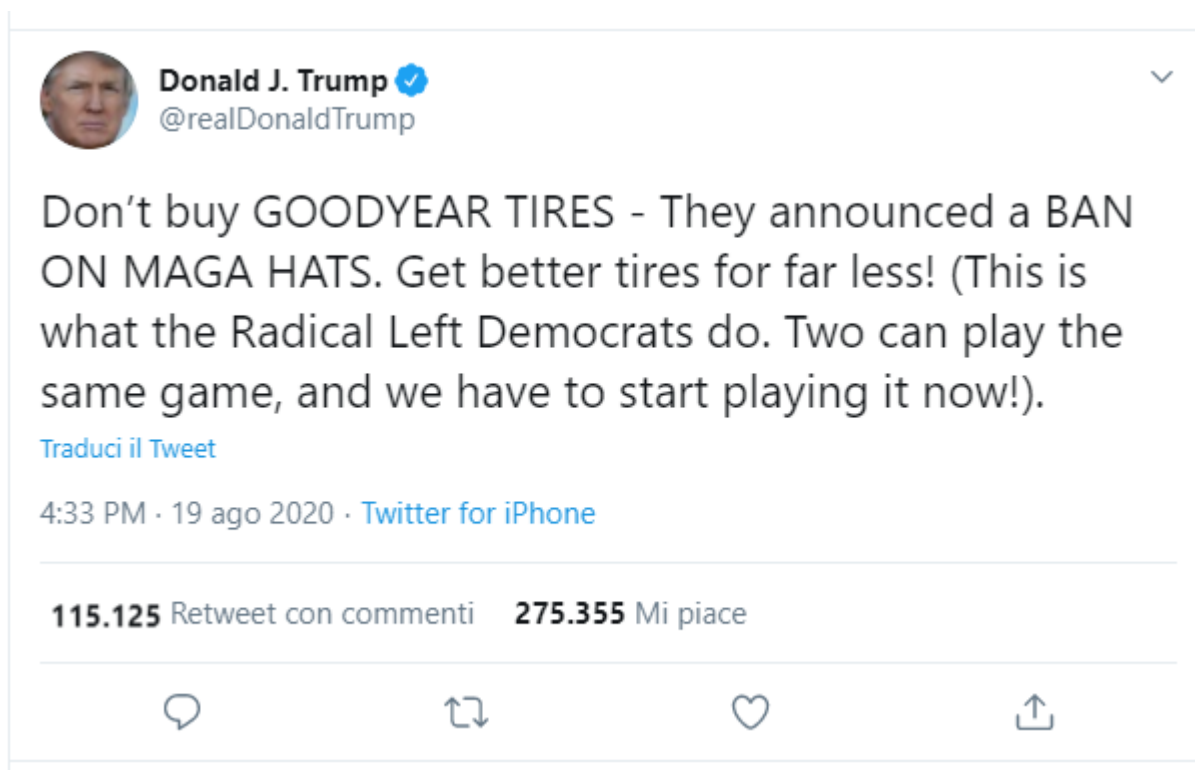 Donald J. Trump
@realDonaldTrump
Don’t buy GOODYEAR TIRES - They announced a BAN
ON MAGA HATS. Get better tires for far less! (This is
what the Radical Left Democrats do. Two can play the
same game, and we have to start playing it now!).
Traduci il Tweet
4:33 PM · 19 ago 2020 · Twitter for iPhone
115.125 Retweet con commenti 275.355 Mi piace